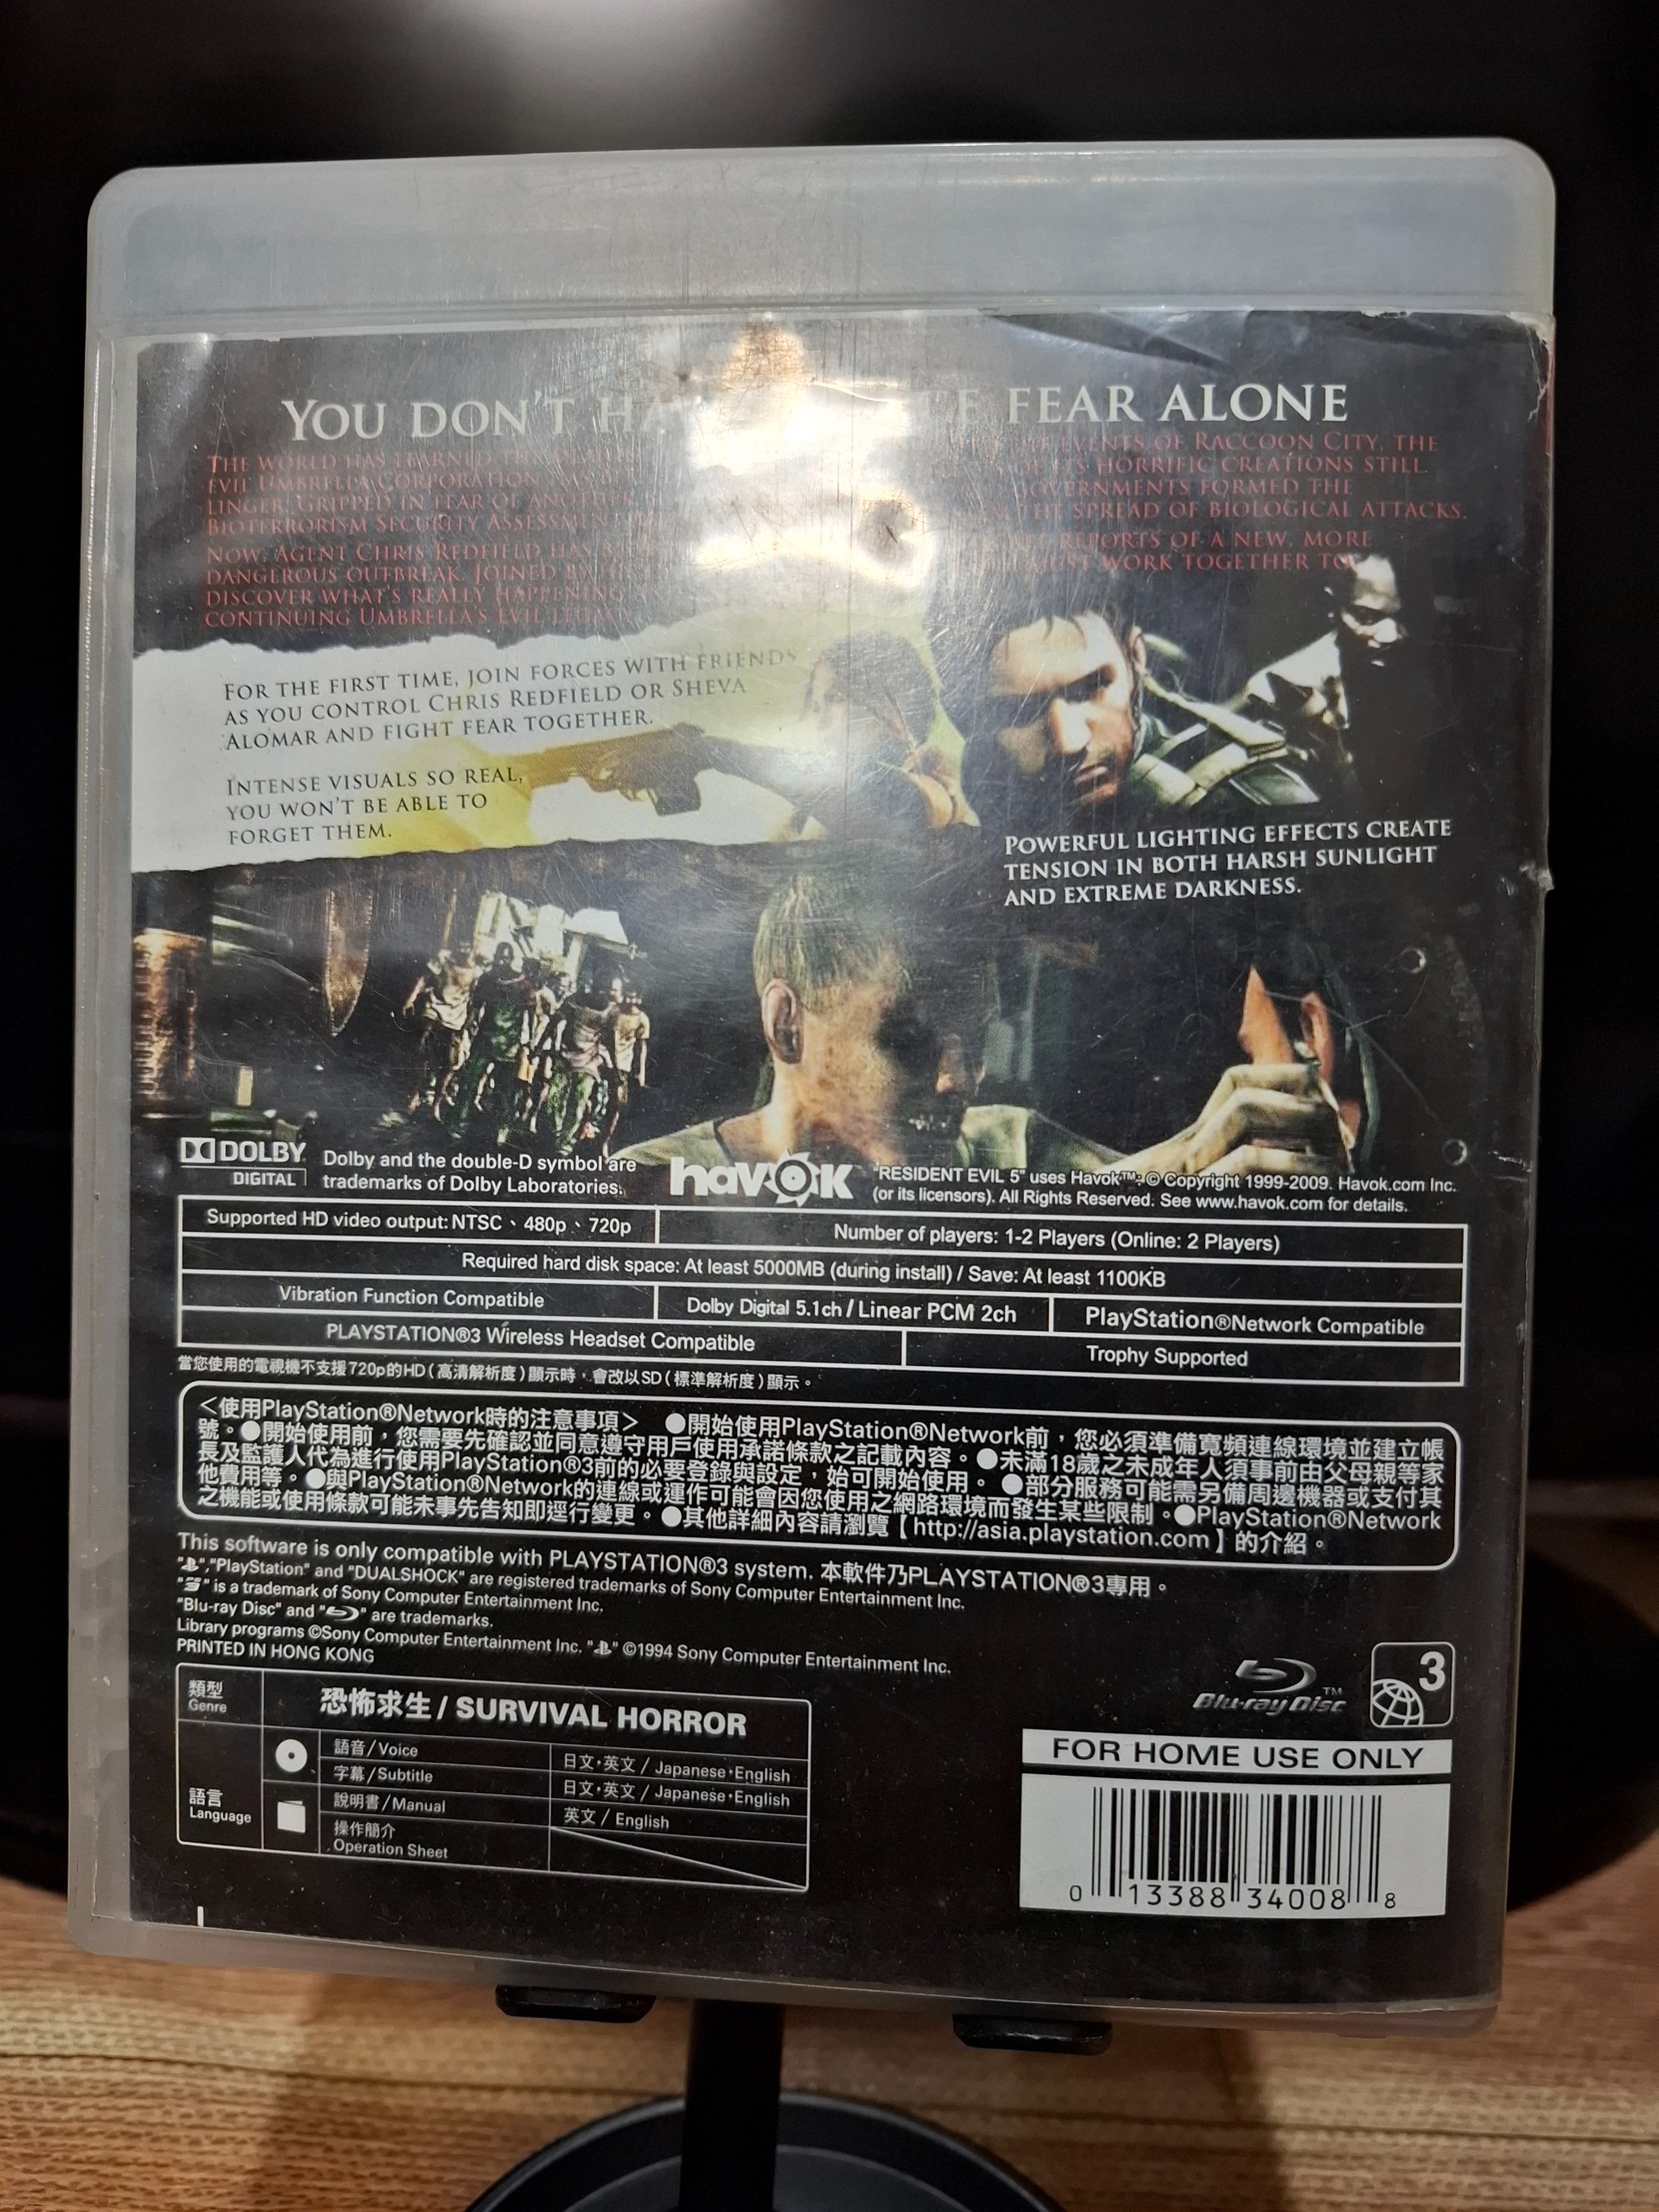 YOU DON'T HA FEAR ALONE
THE WORLD HAS LEARNED EVENTS OF RACCOON CITY, THE
EVIL UMBRELLA CORPORATION OF ITS HORRIFIC CREATIONS STILL
LINGER. GRIPPED IN FEAR OF ANOTHER GOVERNMENTS FORMED THE
BIOTERRORISM SECURITY ASSESSMENT THE SPREAD OF BIOLOGICAL ATTACKS.
NOW, AGENT CHRIS REDFIELD HAS REPORTS OF A NEW, MORE
DANGEROUS OUTBREAK. JOINED BY MUST WORK TOGETHER TO
DISCOVER WHAT'S REALLY HAPPENING
CONTINUING UMBRELLA'S EVIL LEGACY
FOR THE FIRST TIME, JOIN FORCES WITH FRIENDS
AS YOU CONTROL CHRIS REDFIELD OR SHEVA
ALOMAR AND FIGHT FEAR TOGETHER.
INTENSE VISUALS SO REAL,
YOU WON'T BE ABLE TO
FORGET THEM.
POWERFUL LIGHTING EFFECTS CREATE
TENSION IN BOTH HARSH SUNLIGHT
AND EXTREME DARKNESS.
DOLBY
DIGITAL
Dolby and the double-D symbol are
trademarks of Dolby Laboratories.
havok
"RESIDENT EVIL 5" uses Havok™: © Copyright 1999-2009. Havok.com Inc.
(or its licensors). All Rights Reserved. See www.havok.com for details.
Supported HD video output: NTSC、480p、720p
Number of players: 1-2 Players (Online: 2 Players)
Required hard disk space: At least 5000MB (during install) / Save: At least 1100KB
Vibration Function Compatible
Dolby Digital 5.1ch / Linear PCM 2ch
PlayStation®Network Compatible
PLAYSTATION®3 Wireless Headset Compatible
Trophy Supported
當您使用的電視機不支援720p的HD(高清解析度)顯示時，會改以SD(標準解析度)顯示。
＜使用PlayStation®Network時的注意事項＞ ●開始使用PlayStation®Network前，您必須準備寬頻連線環境並建立帳
號。●開始使用前，您需要先確認並同意遵守用戶使用承諾條款之記載內容。●未滿18歲之未成年人須事前由父母親等家
長及監護人代為進行使用PlayStation®3前的必要登錄與設定，始可開始使用。●部分服務可能需另備周邊機器或支付其
他費用等。●與PlayStation®Network的連線或運作可能會因您使用之網路環境而發生某些限制。●PlayStation®Network
之機能或使用條款可能未事先告知即逕行變更。●其他詳細內容請瀏覽【http://asia.playstation.com】的介紹。
This software is only compatible with PLAYSTATION®3 system. 本軟件乃PLAYSTATION®3專用。
"","PlayStation" and "DUALSHOCK" are registered trademarks of Sony Computer Entertainment Inc.
"" is a trademark of Sony Computer Entertainment Inc.
"Blu-ray Disc" and "" are trademarks.
Library programs ©Sony Computer Entertainment Inc. "" ©1994 Sony Computer Entertainment Inc.
PRINTED IN HONG KONG
Blu-ray Disc™
3
類型
Genre
恐怖求生 / SURVIVAL HORROR
語言
Language
語音/Voice
日文·英文 / Japanese·English
字幕/Subtitle
日文·英文 / Japanese·English
說明書/Manual
英文 / English
操作簡介
Operation Sheet
FOR HOME USE ONLY
0 13388 34008 8